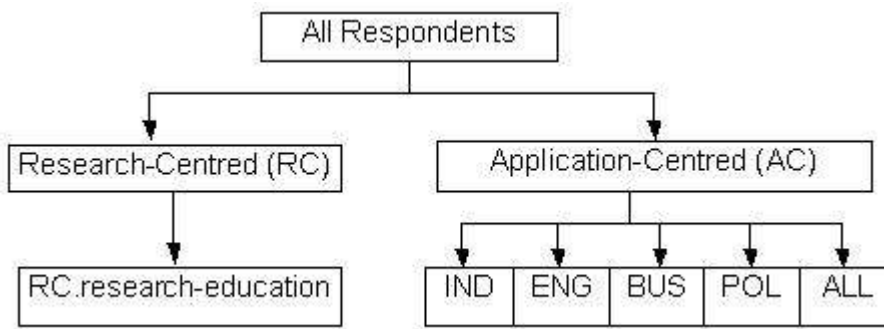 All Respondents
Research-Centred (RC)
Application-Centred (AC)
RC.research-education
IND ENG BUS POL ALL